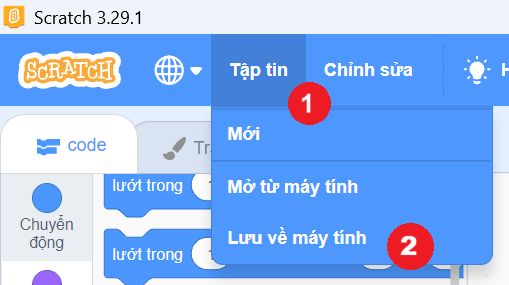 Scratch 3.29.1
SCRATCH
Tập tin
Chỉnh sửa
1
Mới
code
Mở từ máy tính
lướt trong
Chuyển
động
Lưu về máy tính
2
lướt trong